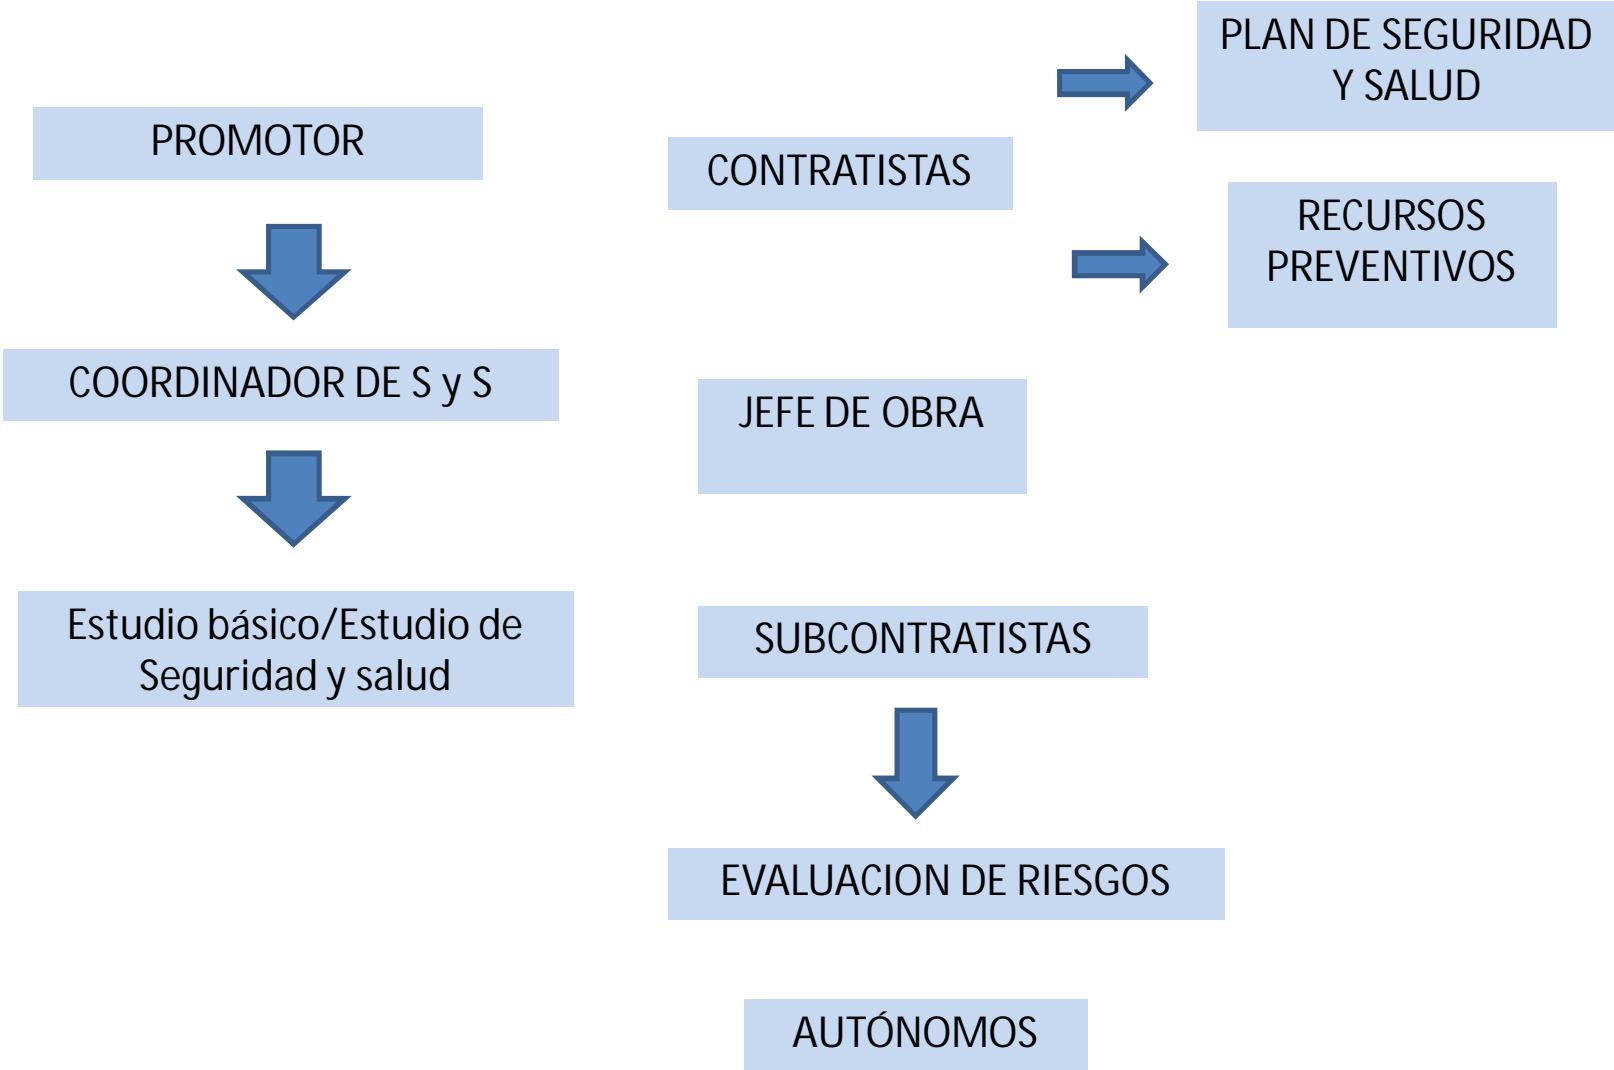 PROMOTOR
COORDINADOR DE S y S
Estudio básico/Estudio de
Seguridad y salud
CONTRATISTAS
PLAN DE SEGURIDAD
Y SALUD
RECURSOS
PREVENTIVOS
JEFE DE OBRA
SUBCONTRATISTAS
EVALUACION DE RIESGOS
AUTÓNOMOS